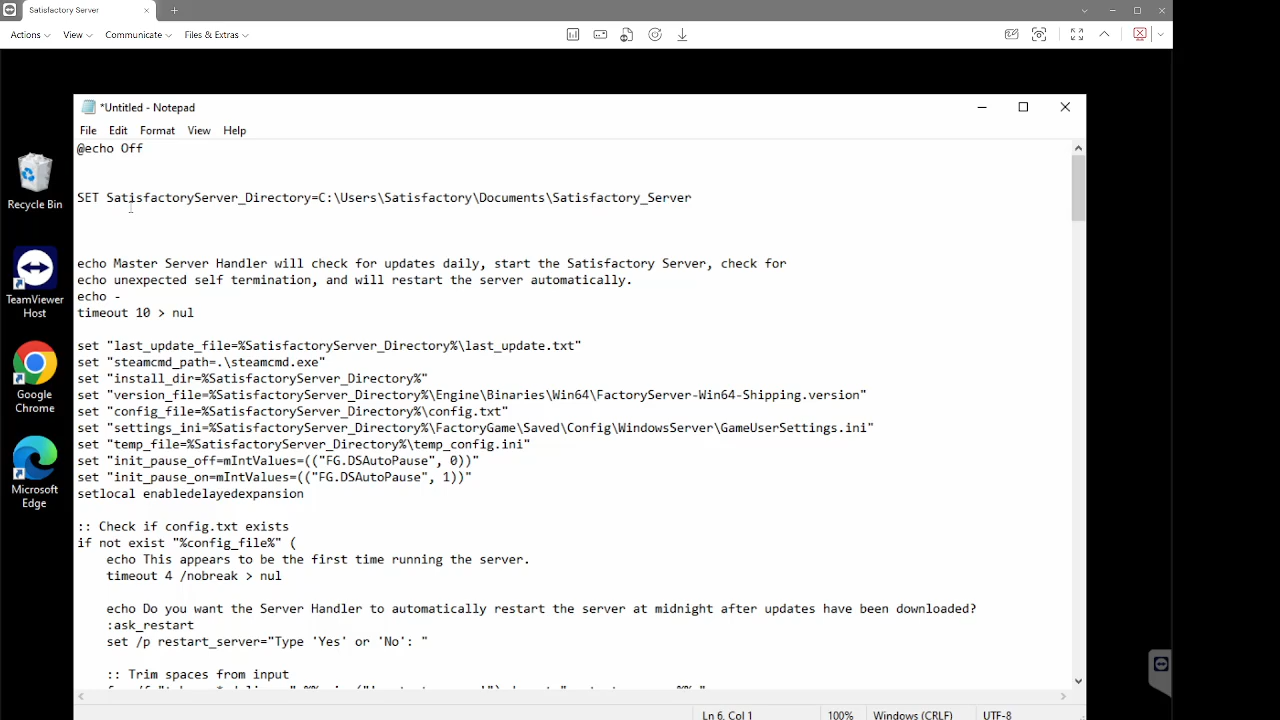 Satisfactory Server
Actions
View
Communicate
Files & Extras
*Untitled - Notepad
File Edit Format View Help
@echo Off
SET SatisfactoryServer_Directory=C:\Users\Satisfactory\Documents\Satisfactory_Server
echo Master Server Handler will check for updates daily, start the Satisfactory Server, check for
echo unexpected self termination, and will restart the server automatically.
echo -
timeout 10 > nul
set "last_update_file=%SatisfactoryServer_Directory%\last_update.txt"
set "steamcmd_path=.\steamcmd.exe"
set "install_dir=%SatisfactoryServer_Directory%"
set "version_file=%SatisfactoryServer_Directory%\Engine\Binaries\Win64\FactoryServer-Win64-Shipping.version"
set "config_file=%SatisfactoryServer_Directory%\config.txt"
set "settings_ini=%SatisfactoryServer_Directory%\FactoryGame\Saved\Config\WindowsServer\GameUserSettings.ini"
set "temp_file=%SatisfactoryServer_Directory%\temp_config.ini"
set "init_pause_off=mIntValues=(("FG.DSAutoPause", 0))"
set "init_pause_on=mIntValues=(("FG.DSAutoPause", 1))"
setlocal enabledelayedexpansion
:: Check if config.txt exists
if not exist "%config_file%" (
echo This appears to be the first time running the server.
timeout 4 /nobreak > nul
echo Do you want the Server Handler to automatically restart the server at midnight after updates have been downloaded?
:ask_restart
set /p restart_server="Type 'Yes' or 'No': "
:: Trim spaces from input
Ln 6, Col 1
100%
Windows (CRLF)
UTF-8
Recycle Bin
TeamViewer
Host
Google
Chrome
Microsoft
Edge